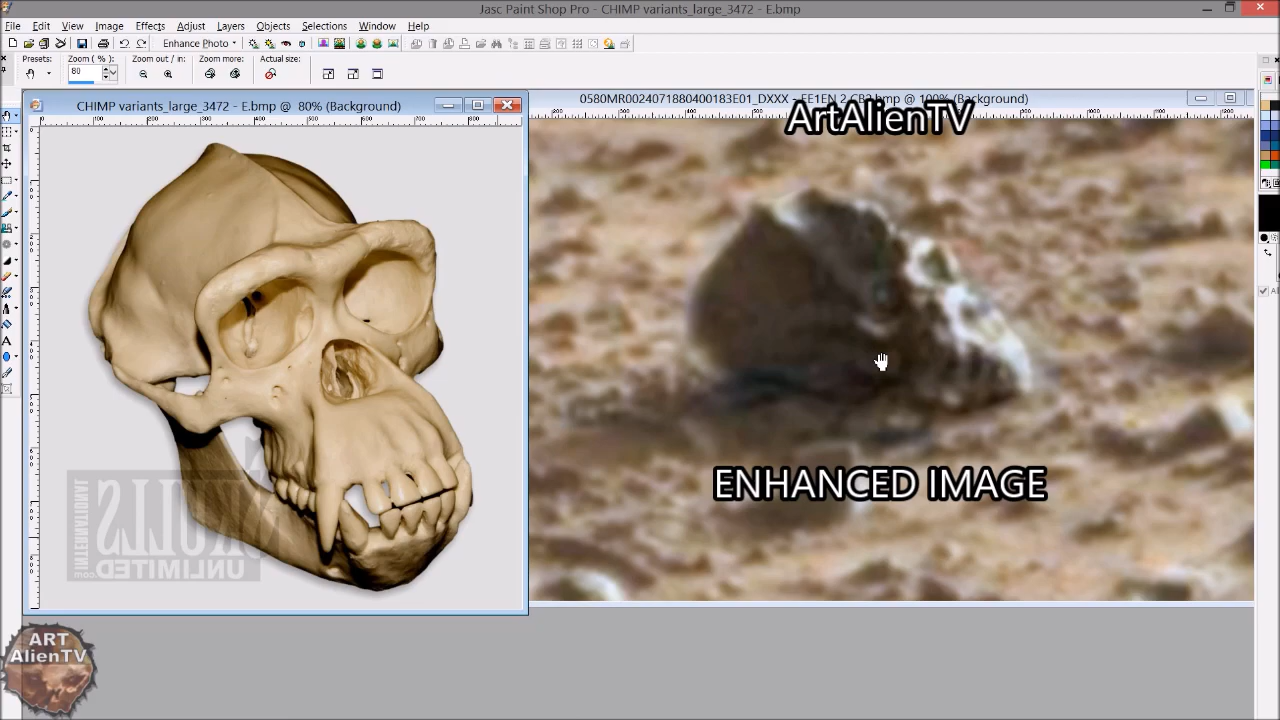 Jasc Paint Shop Pro - CHIMP variants_large_3472 - E.bmp
File Edit View Image Effects Adjust Layers Objects Selections Window Help
Enhance Photo
Presets: Zoom (%): Zoom out / in: Zoom more: Actual size:
80
CHIMP variants_large_3472 - E.bmp @ 80% (Background)
ArtAlienTV
ENHANCED IMAGE
SKULLS
UNLIMITED
INTERNATIONAL
.com
ART
AlienTV